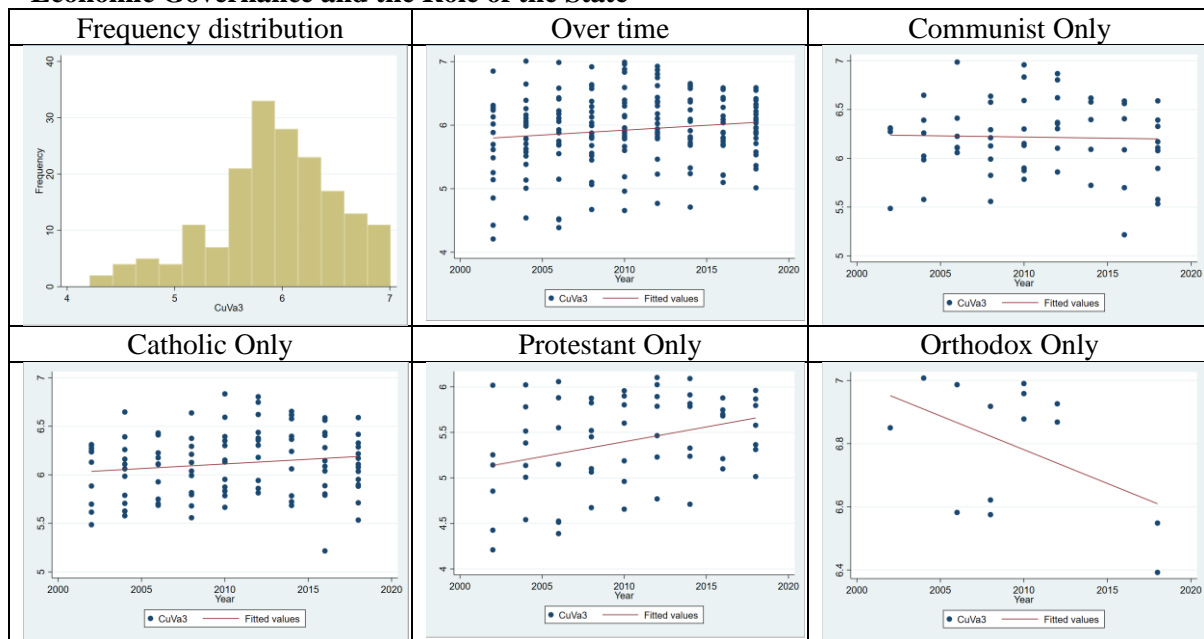 Economic Governance and the Role of the State
Frequency distribution
Over time
Communist Only
40
30
20
10
0
Frequency
4
5
6
7
CuVa3
7
6
5
4
2000
2005
2010
2015
2020
Year
CuVa3
Fitted values
7
6.5
6
5.5
5
2000
2005
2010
2015
2020
Year
CuVa3
Fitted values
Catholic Only
Protestant Only
Orthodox Only
7
6.5
6
5.5
5
2000
2005
2010
2015
2020
Year
CuVa3
Fitted values
6
5.5
5
4.5
4
2000
2005
2010
2015
2020
Year
CuVa3
Fitted values
7
6.8
6.6
6.4
2000
2005
2010
2015
2020
Year
CuVa3
Fitted values